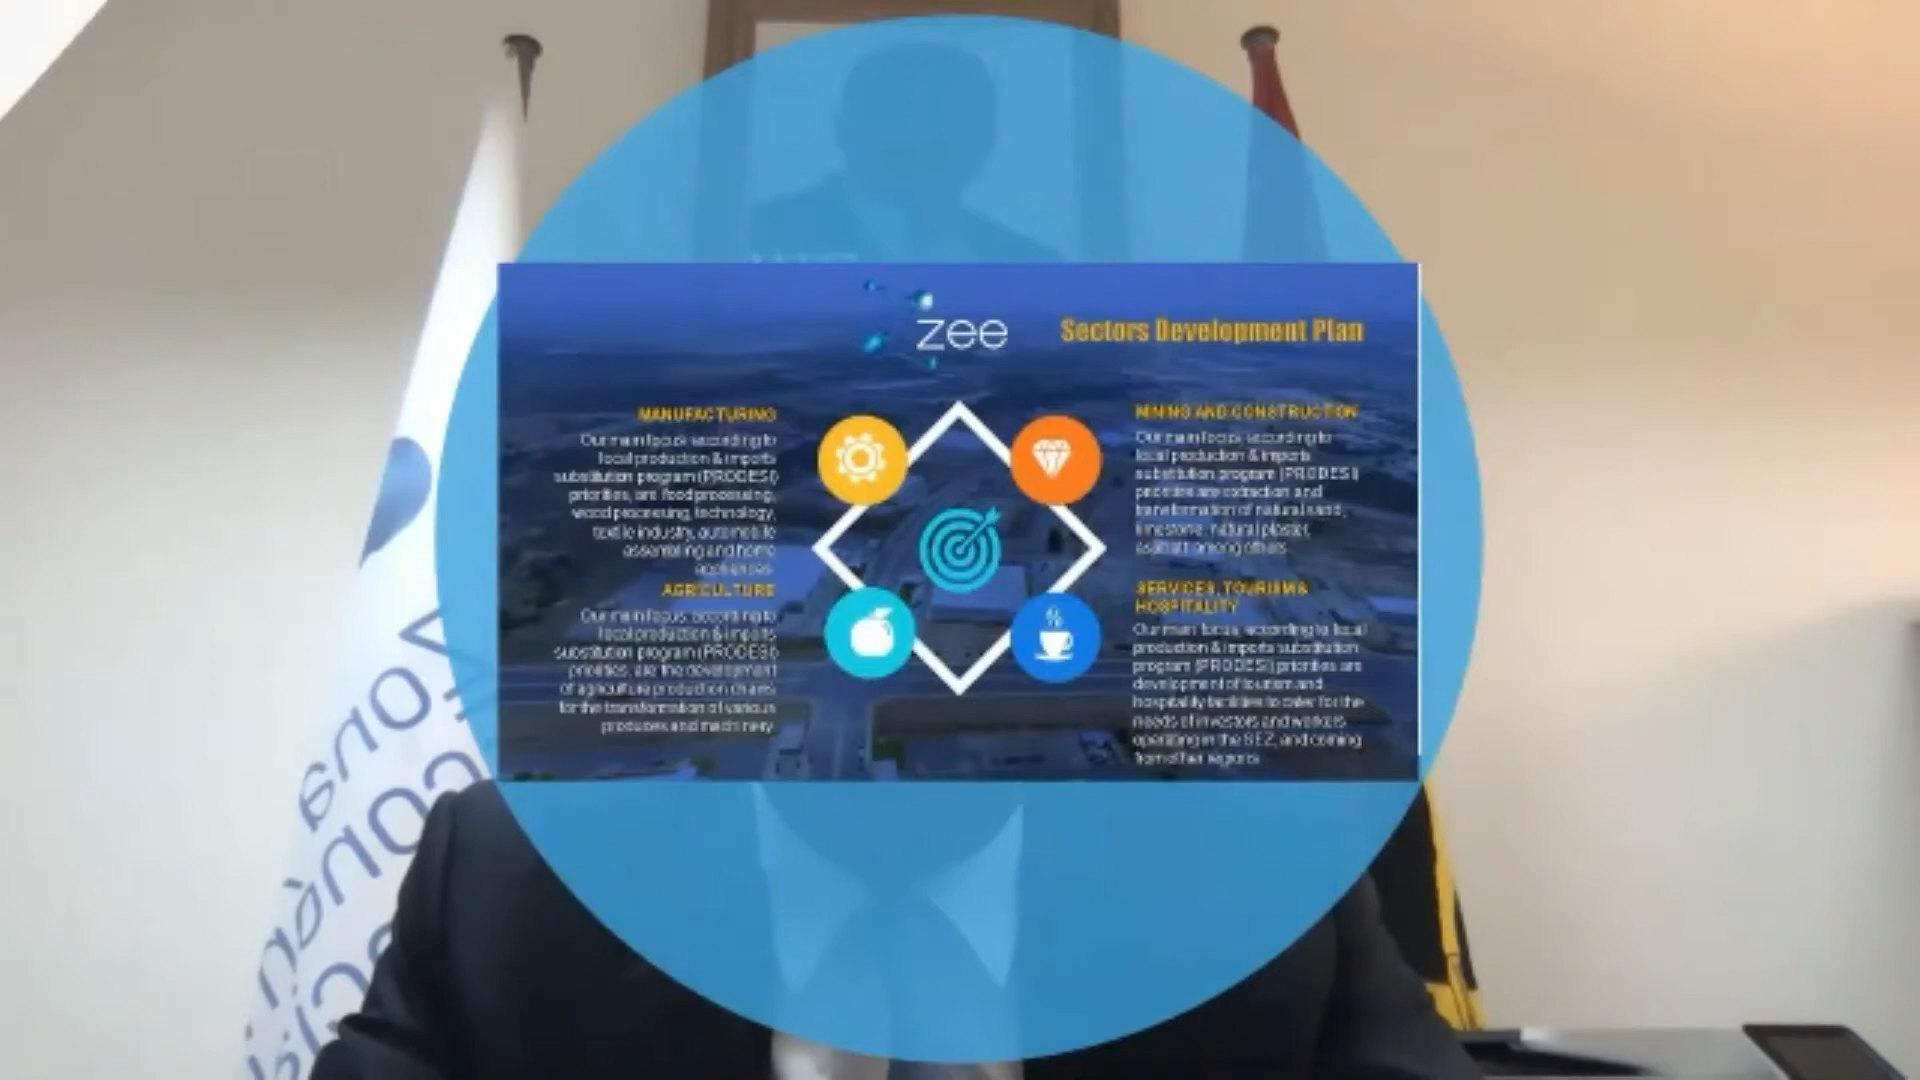 zee
Sectors Development Plan
MANUFACTURING
Our main focus according to
local production & imports
substitution program (PRODESI)
priorities, are food processing,
wood processing, technology,
textile industry, automobile
assembling and home
appliances.
AGRICULTURE
Our main focus, according to
local production & imports
substitution program (PRODESI)
priorities, are the development
of agriculture production chains
for the transformation of various
produces and machinery.
MINING AND CONSTRUCTION
Our main focus, according to
local production & imports
substitution program (PRODESI)
priorities are extraction and
transformation of natural sand,
limestone, natural plaster,
asphalt among others.
SERVICES, TOURISM &
HOSPITALITY
Our main focus, according to local
production & imports substitution
program (PRODESI) priorities are
development of tourism and
hospitality facilities to cater for the
needs of investors and workers
operating in the SEZ, and coming
from other regions.
Zona